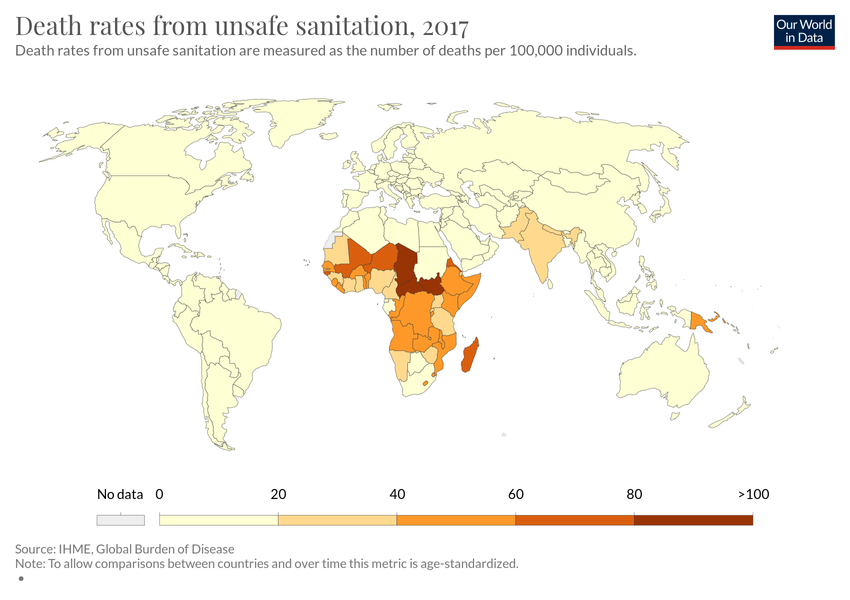 Death rates from unsafe sanitation, 2017
Death rates from unsafe sanitation are measured as the number of deaths per 100,000 individuals.
Our World
in Data
No data 0 20 40 60 80 >100
Source: IHME, Global Burden of Disease
Note: To allow comparisons between countries and over time this metric is age-standardized.